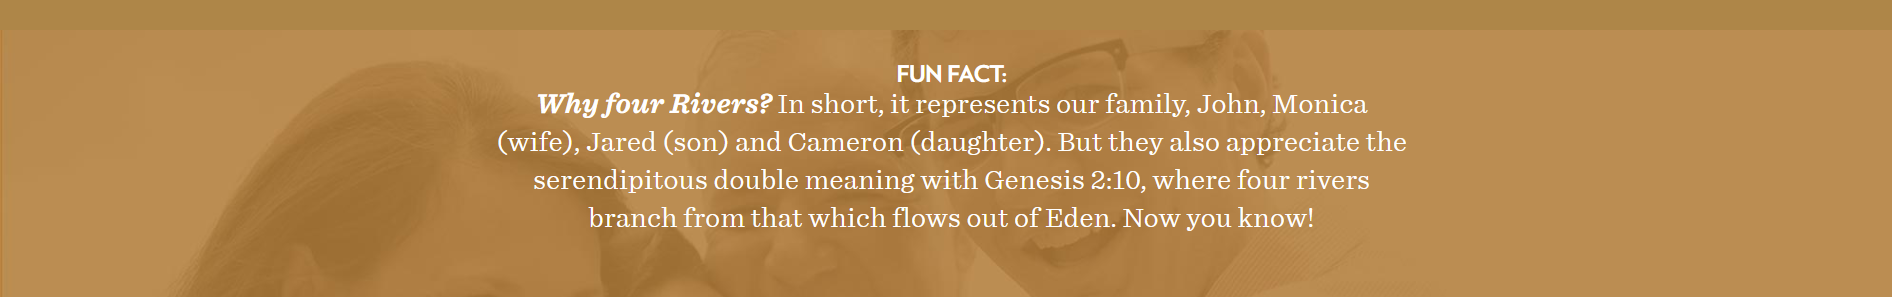 FUN FACT:
Why four Rivers? In short, it represents our family, John, Monica
(wife), Jared (son) and Cameron (daughter). But they also appreciate the
serendipitous double meaning with Genesis 2:10, where four rivers
branch from that which flows out of Eden. Now you know!